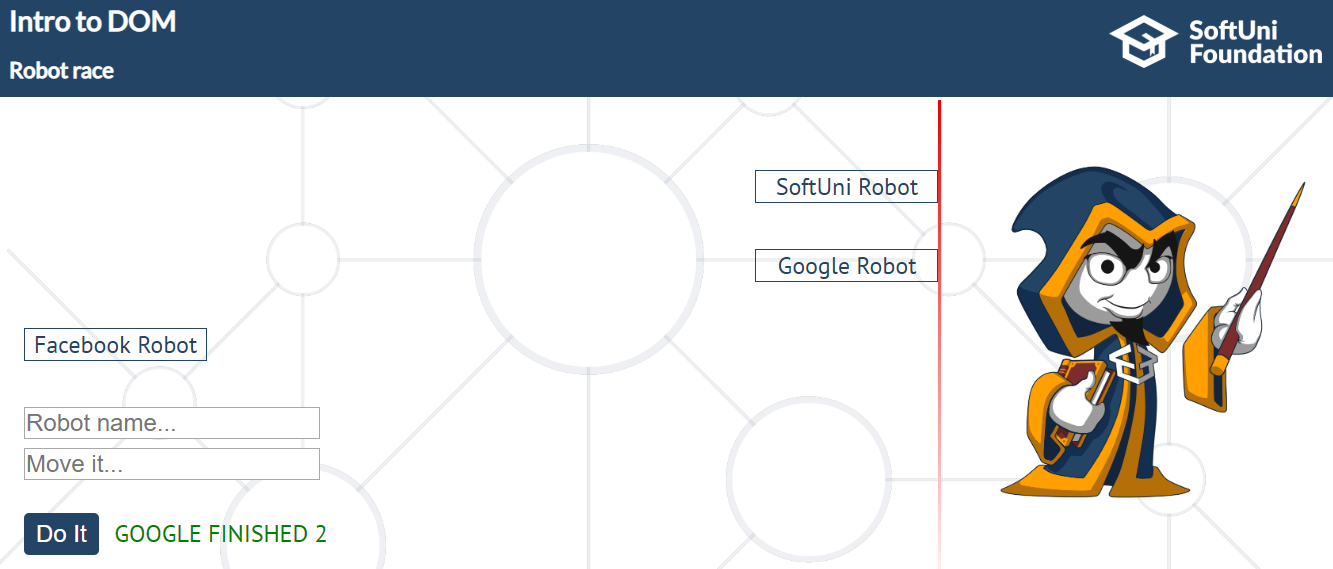 Intro to DOM
Robot race
SoftUni
Foundation
SoftUni Robot
Google Robot
Facebook Robot
Robot name...
Move it...
Do It
GOOGLE FINISHED 2